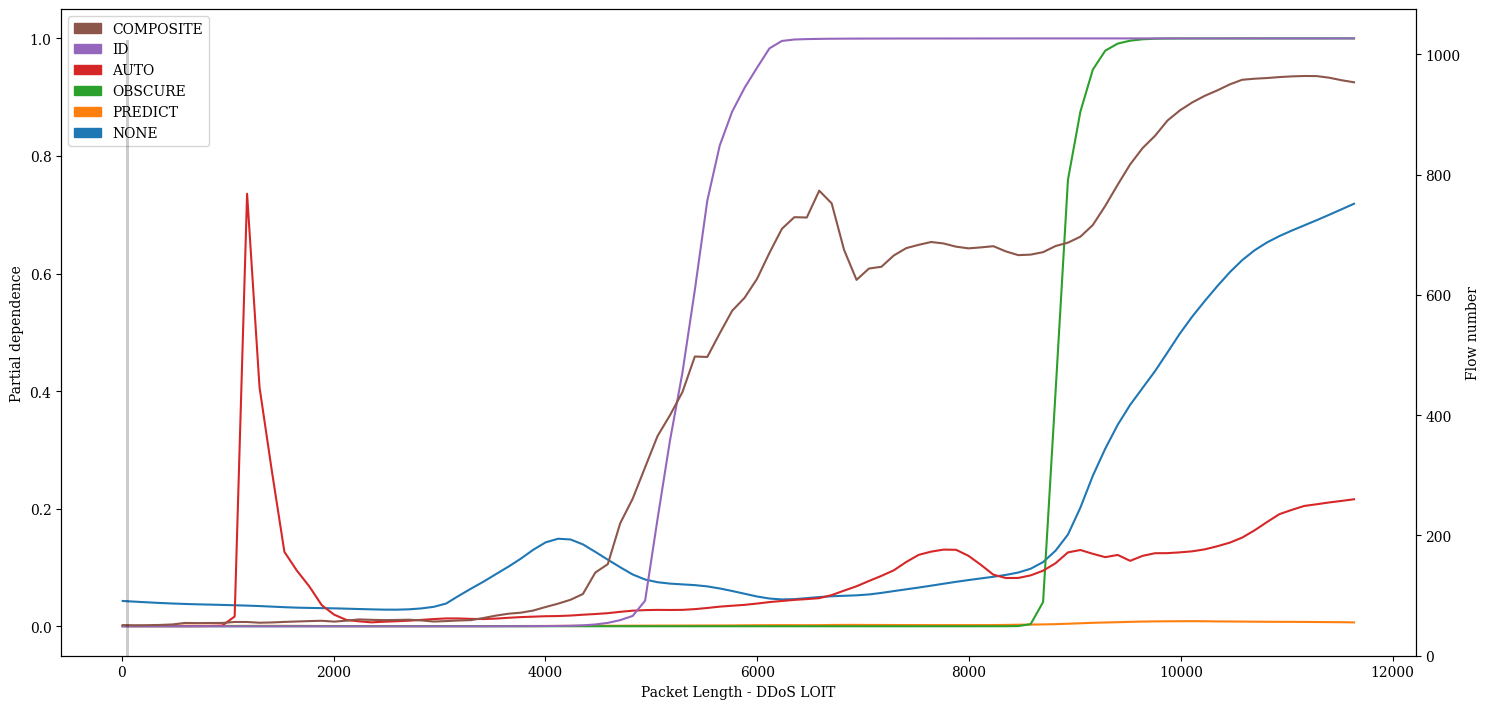 COMPOSITE
ID
AUTO
OBSCURE
PREDICT
NONE
1.0
0.8
0.6
0.4
0.2
0.0
Partial dependence
0
2000
4000
6000
8000
10000
12000
Packet Length - DDoS LOIT
1000
800
600
400
200
0
Flow number